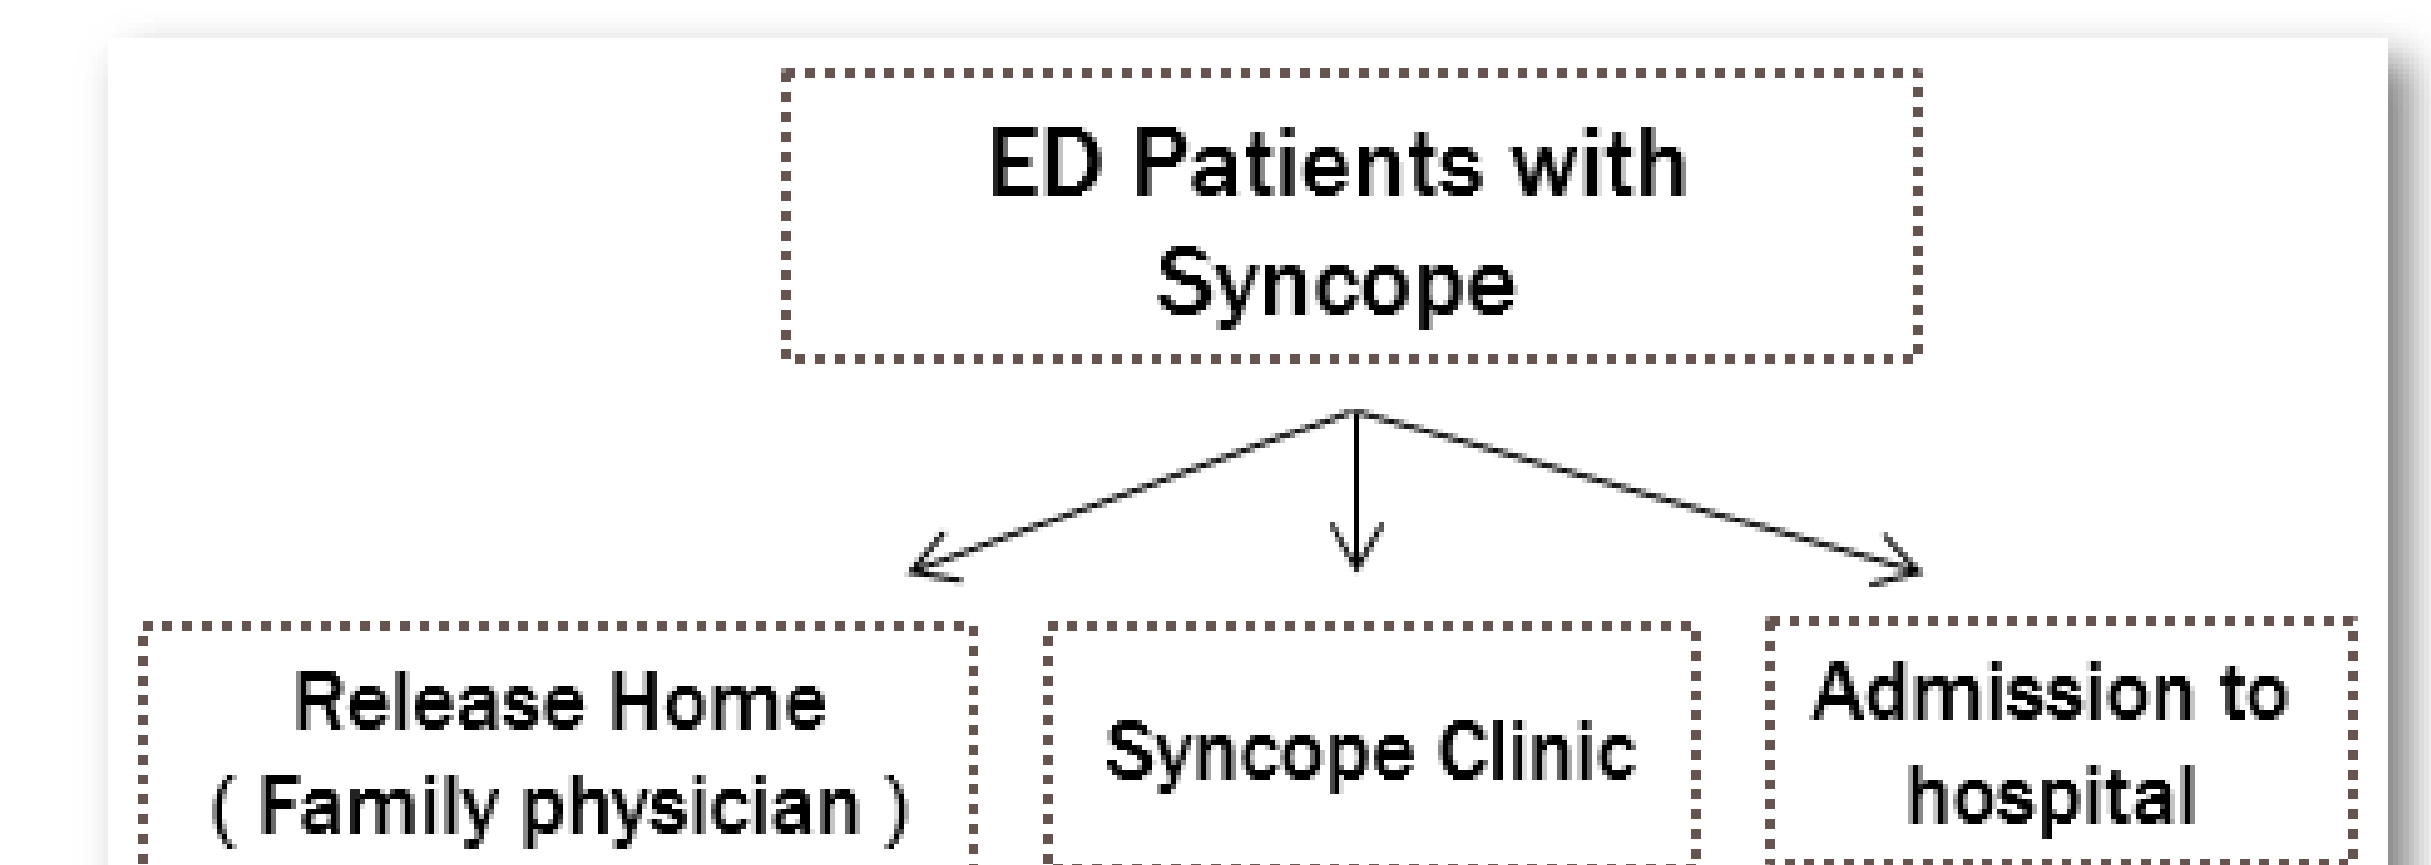 ED Patients with
Syncope
Release Home
( Family physician )
Syncope Clinic
Admission to
hospital